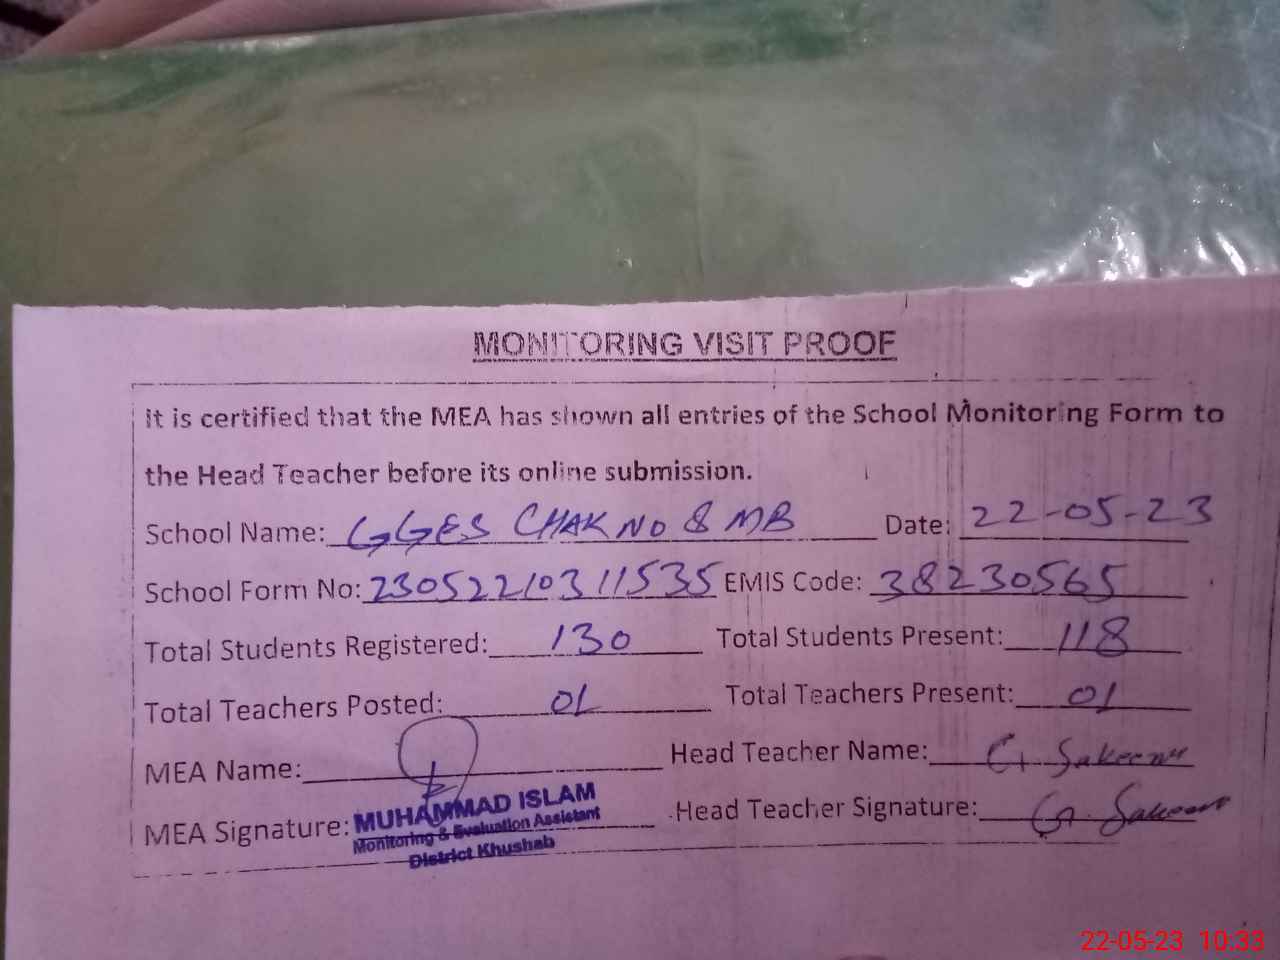 MONITORING VISIT PROOF
It is certified that the MEA has shown all entries of the School Monitoring Form to
the Head Teacher before its online submission.
School Name: GGES CHAK NO 8 MB Date: 22-05-23
School Form No: 23052210311535 EMIS Code: 38230565
Total Students Registered: 130 Total Students Present: 118
Total Teachers Posted: 01 Total Teachers Present: 01
MEA Name: Head Teacher Name: G. Sakeena
MEA Signature: Head Teacher Signature: G. Sakeena
MUHAMMAD ISLAM
Monitoring & Evaluation Assistant
District Khushab
22-05-23 10:33